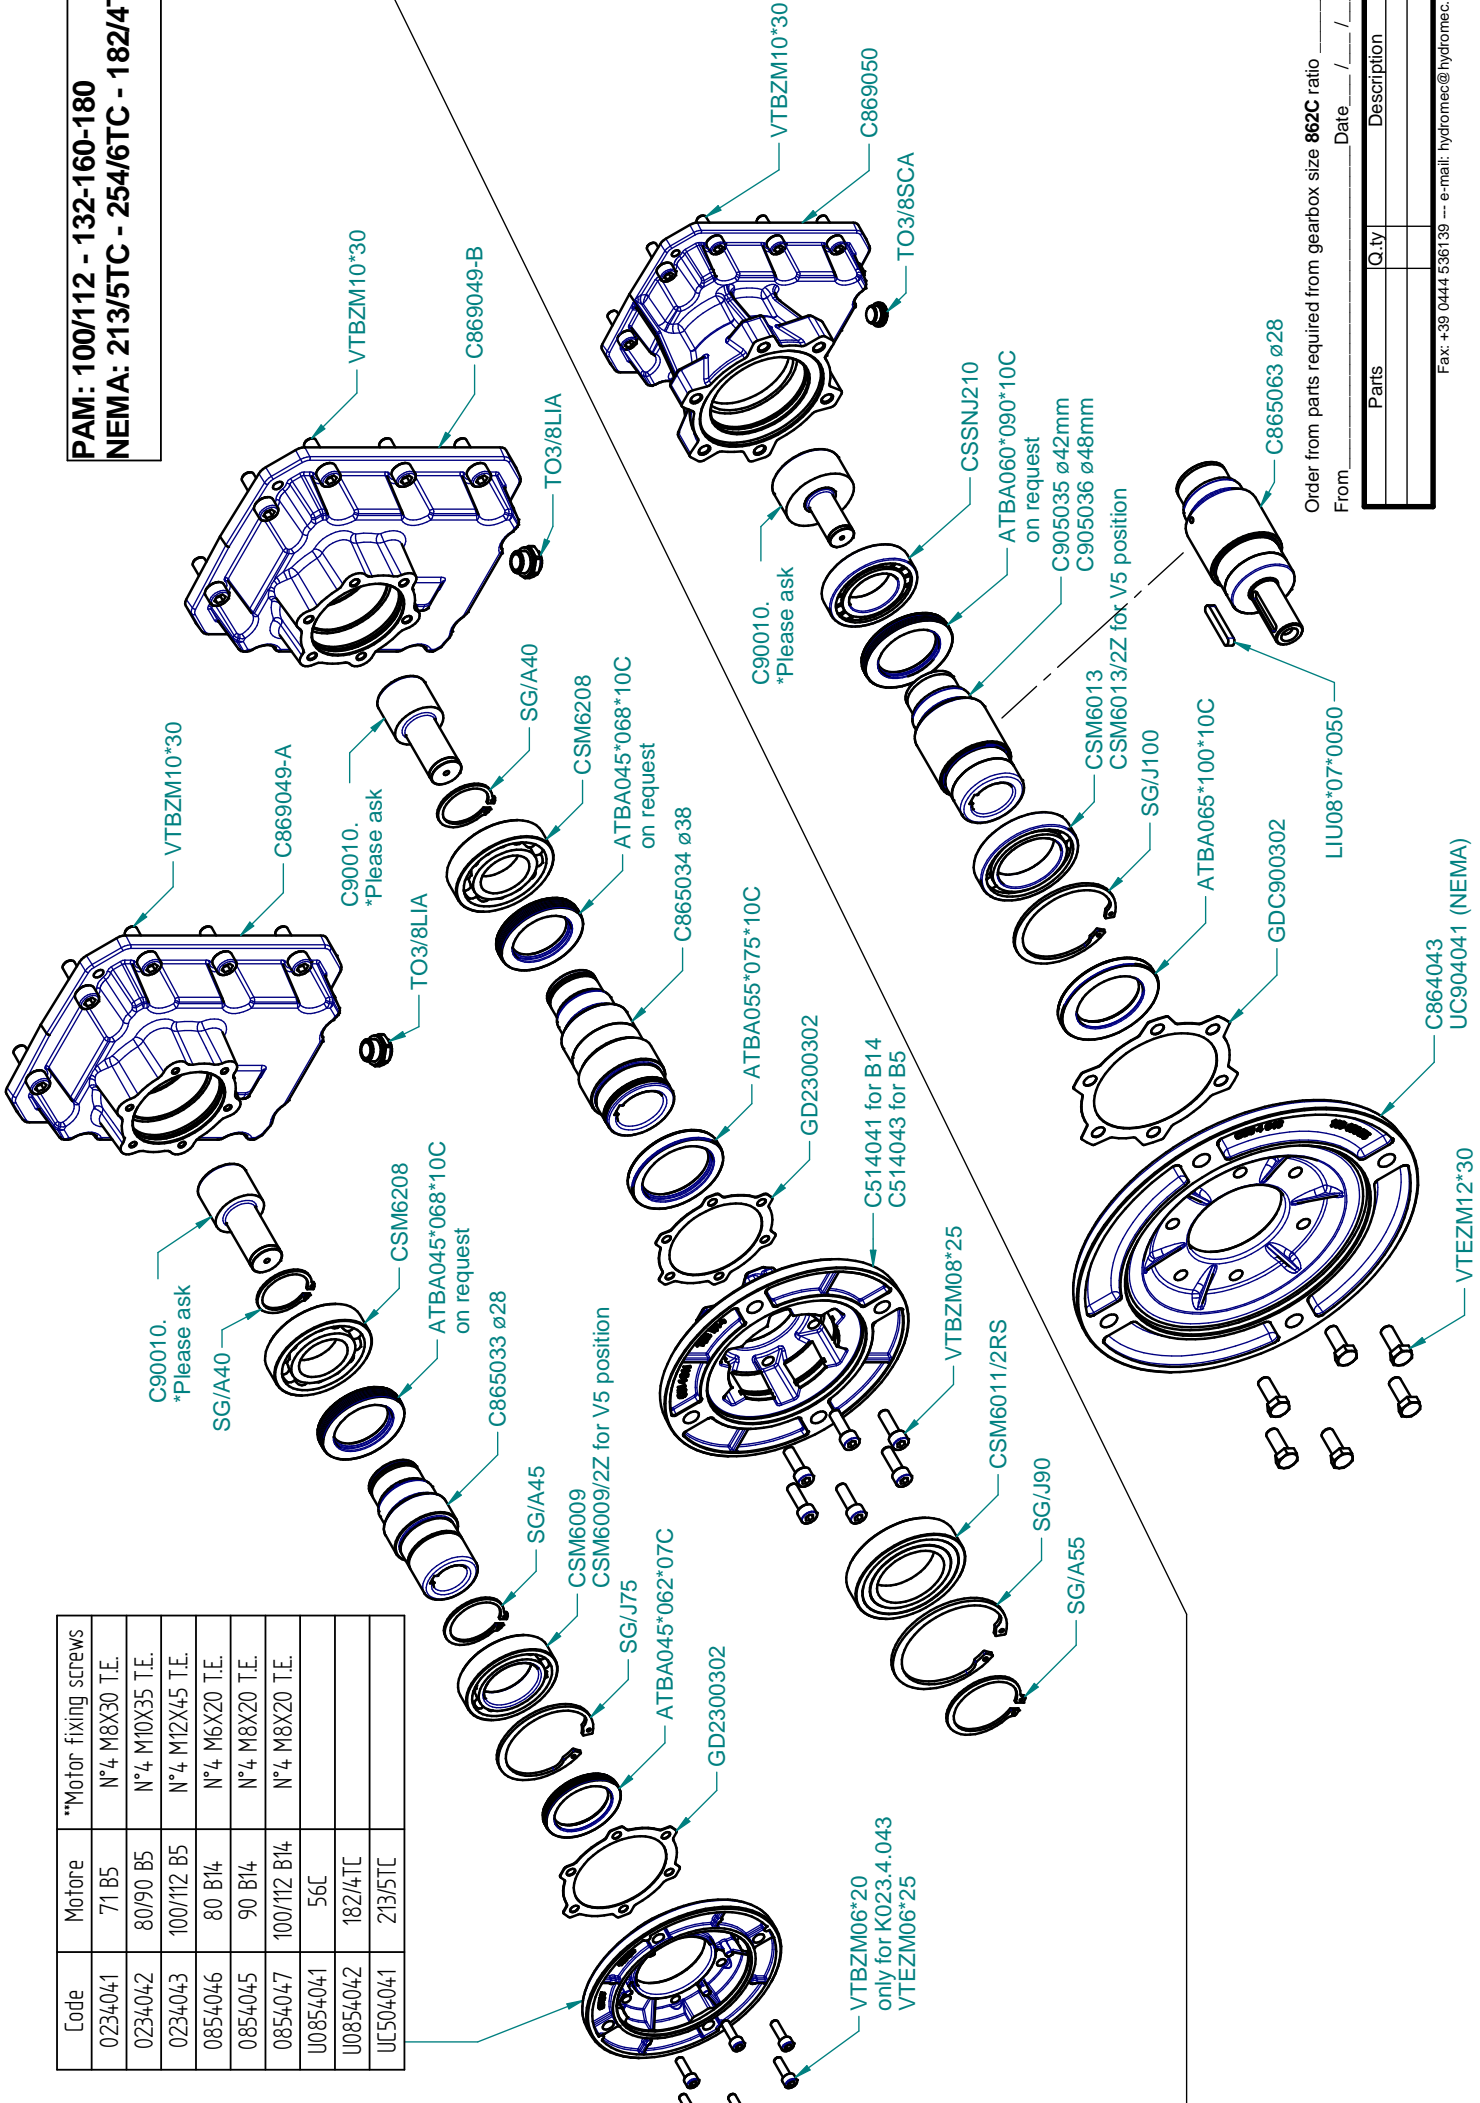 PAM: 100/112 - 132-160-180
NEMA: 213/5TC - 254/6TC - 182/4T
VTBZM10*30
C869049-A
TO3/8LIA
C90010.
*Please ask
SG/A40
CSM6208
ATBA045*068*10C
on request
C865033 ø28
SG/A45
CSM6009
CSM6009/2Z for V5 position
SG/J75
ATBA045*062*07C
GD2300302
VTBZM06*20
only for K023.4.043
VTEZM06*25
Code Motore **Motor fixing screws
0234041 71 B5 N°4 M8X30 T.E.
0234042 80/90 B5 N°4 M10X35 T.E.
0234043 100/112 B5 N°4 M12X45 T.E.
0854046 80 B14 N°4 M6X20 T.E.
0854045 90 B14 N°4 M8X20 T.E.
0854047 100/112 B14 N°4 M8X20 T.E.
U0854041 56C
U0854042 182/4TC
UC504041 213/5TC
VTBZM10*30
C869049-B
TO3/8LIA
C90010.
*Please ask
SG/A40
CSM6208
ATBA045*068*10C
on request
C865034 ø38
ATBA055*075*10C
GD2300302
C514041 for B14
C514043 for B5
VTBZM08*25
CSM6011/2RS
SG/J90
SG/A55
VTBZM10*30
C869050
TO3/8SCA
C90010.
*Please ask
CSSNJ210
ATBA060*090*10C
on request
C905035 ø42mm
C905036 ø48mm
CSM6013
CSM6013/2Z for V5 position
SG/J100
ATBA065*100*10C
GDC900302
C864043
UC904041 (NEMA)
VTEZM12*30
C865063 ø28
LIU08*07*0050
Order from parts required from gearbox size 862C ratio
From Date / /
Parts Q.ty Description
Fax: +39 0444 536139 --- e-mail: hydromec@hydromec.